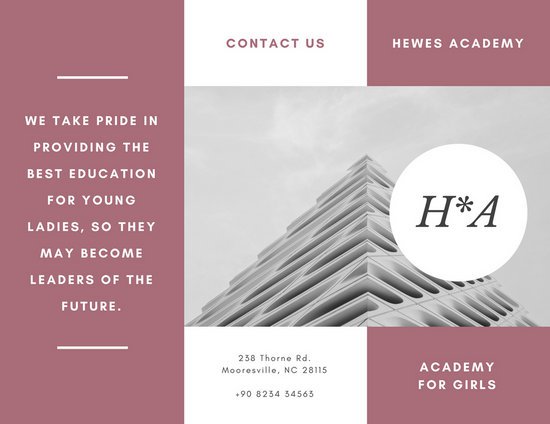 WE TAKE PRIDE IN
PROVIDING THE
BEST EDUCATION
FOR YOUNG
LADIES, SO THEY
MAY BECOME
LEADERS OF THE
FUTURE.
CONTACT US
238 Thorne Rd.
Mooresville, NC 28115
+90 8234 34563
HEWES ACADEMY
H*A
ACADEMY
FOR GIRLS